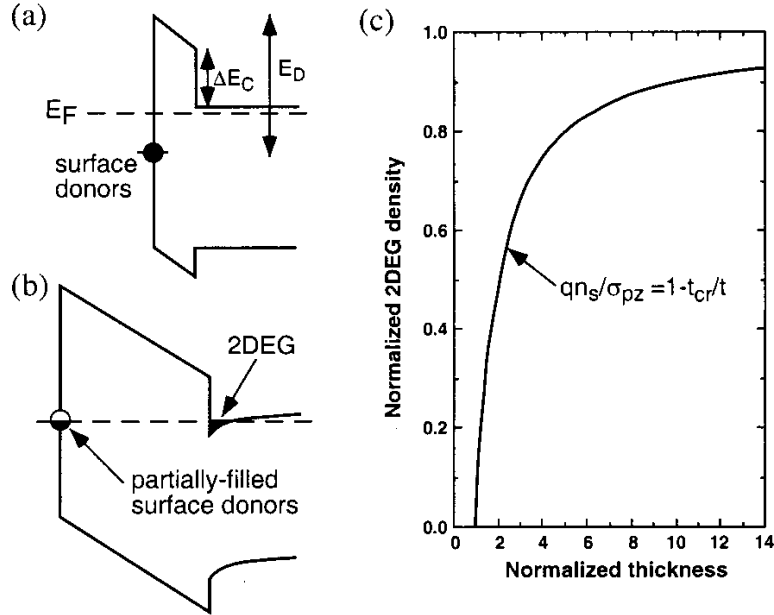 (a)
E_D
ΔE_C
E_F
surface
donors
(b)
2DEG
partially-filled
surface donors
(c)
Normalized 2DEG density
1.0
0.8
0.6
0.4
0.2
0.0
qn_s/σ_pz =1-t_cr/t
0 2 4 6 8 10 12 14
Normalized thickness